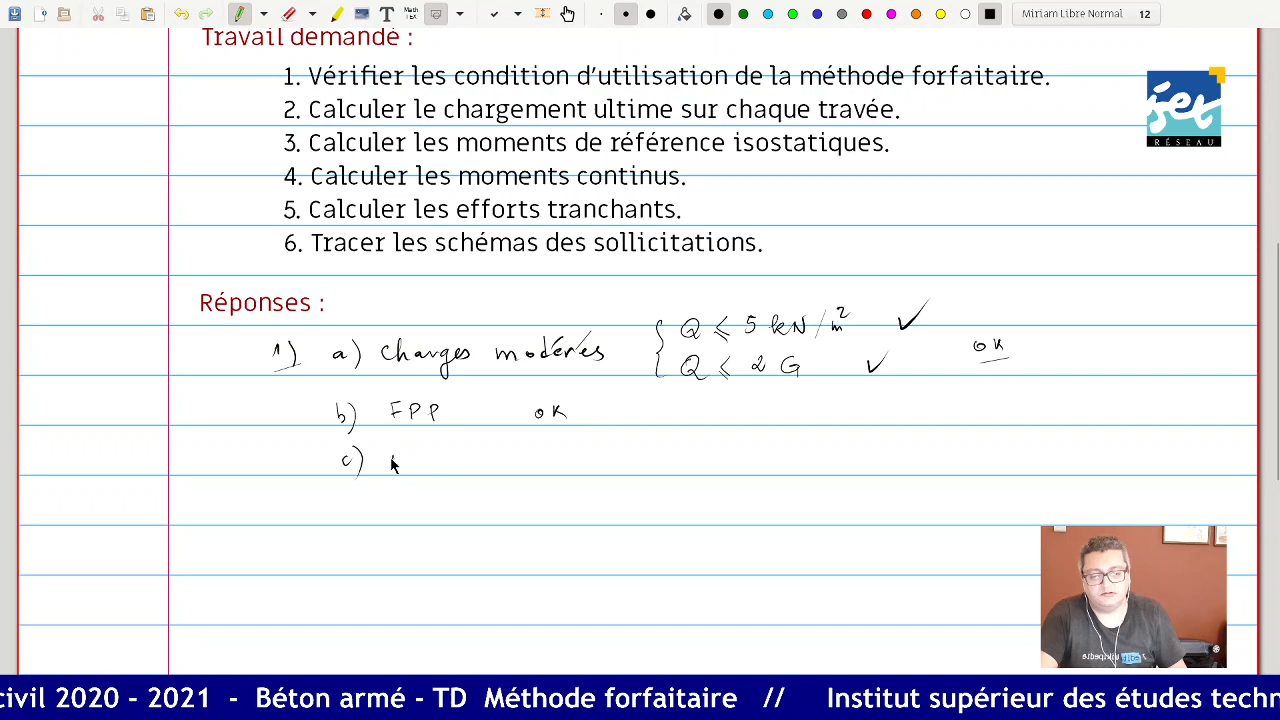 Miriam Libre Normal 12
Travail demandé :
1. Vérifier les condition d'utilisation de la méthode forfaitaire.
2. Calculer le chargement ultime sur chaque travée.
3. Calculer les moments de référence isostatiques.
4. Calculer les moments continus.
5. Calculer les efforts tranchants.
6. Tracer les schémas des sollicitations.
iset
RÉSEAU
Réponses :
1) a) Charges modérés { Q ⩽ 5 kN/m² ✓
Q ⩽ 2 G ✓ OK
b) FPP OK
c)
civil 2020 - 2021 - Béton armé - TD Méthode forfaitaire // Institut supérieur des études techn